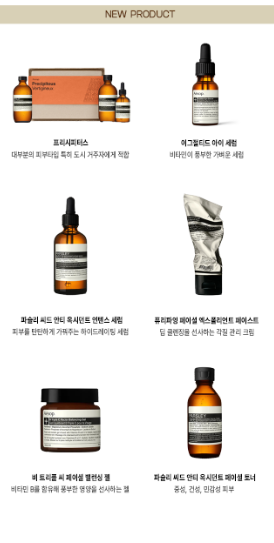 NEW PRODUCT
프리시피터스
대부분의 피부타입 특히 도시 거주자에게 적합
에그절티드 아이 세럼
비타민이 풍부한 가벼운 세럼
파슬리 씨드 안티 옥시던트 인텐스 세럼
피부를 탄탄하게 가꿔주는 하이드레이팅 세럼
퓨리파잉 페이셜 엑스폴리언트 페이스트
딥 클렌징을 선사하는 각질 관리 크림
비 트리플 씨 페이셜 밸런싱 젤
비타민 B를 함유해 풍부한 영양을 선사하는 젤
파슬리 씨드 안티 옥시던트 페이셜 토너
중성, 건성, 민감성 피부